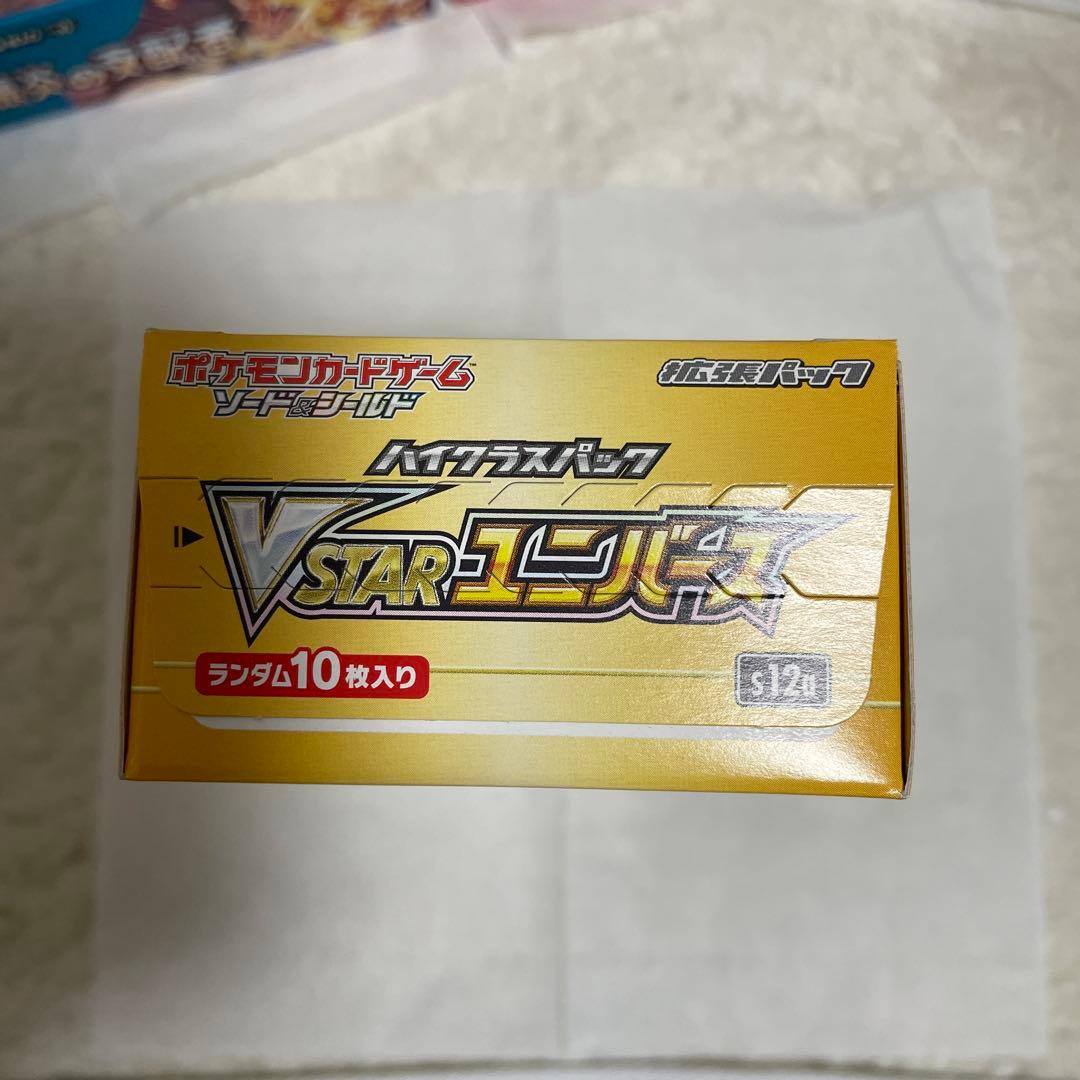 ポケモンカードゲーム™
ソード&シールド
拡張パック
ハイクラスパック
VSTARユニバース
ランダム10枚入り
s12a